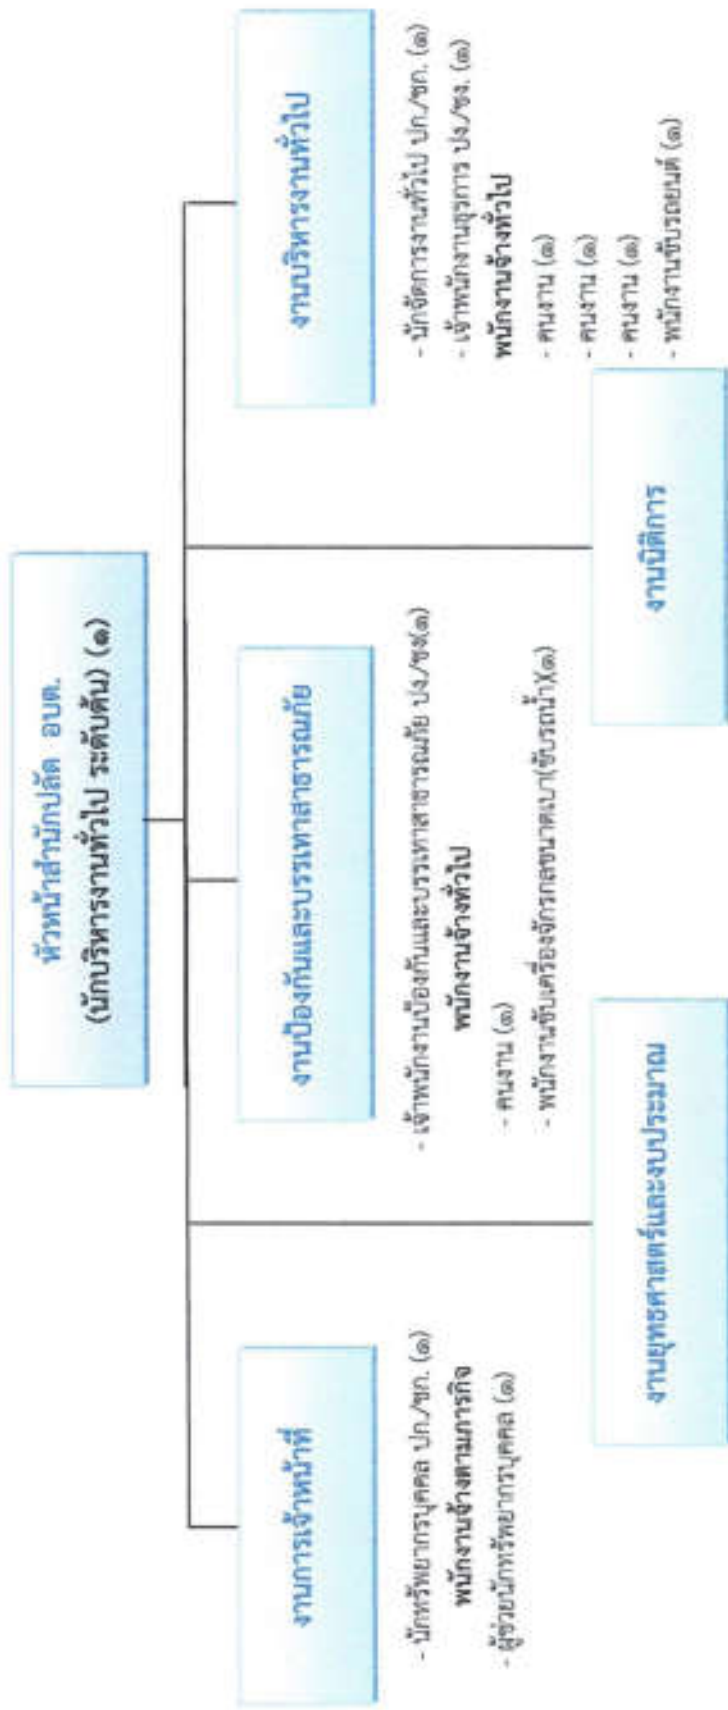 หัวหน้าสำนักปลัด อบต.
(นักบริหารงานทั่วไป ระดับต้น) (๑)
งานการเจ้าหน้าที่
- นักทรัพยากรบุคคล ปก./ชก. (๑)
พนักงานจ้างตามภารกิจ
- ผู้ช่วยนักทรัพยากรบุคคล (๑)
งานยุทธศาสตร์และงบประมาณ
งานป้องกันและบรรเทาสาธารณภัย
- เจ้าพนักงานป้องกันและบรรเทาสาธารณภัย ปง./ชง(๑)
พนักงานจ้างทั่วไป
- คนงาน (๑)
- พนักงานขับเครื่องจักรกลขนาดเบา(ขับรถน้ำ)(๑)
งานนิติการ
งานบริหารงานทั่วไป
- นักจัดการงานทั่วไป ปก./ชก. (๑)
- เจ้าพนักงานธุรการ ปง./ชง. (๑)
พนักงานจ้างทั่วไป
- คนงาน (๑)
- คนงาน (๑)
- คนงาน (๑)
- พนักงานขับรถยนต์ (๑)